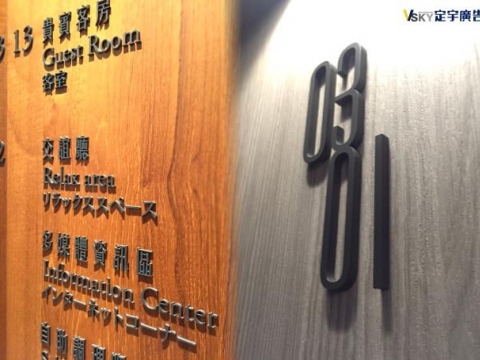 VSKY定宇廣告
3 13 貴賓客房
Guest Room
客室
2 交誼廳
Relax area
リラックススペース
多媒體資訊區
Information Center
インターネットコーナー
03
01